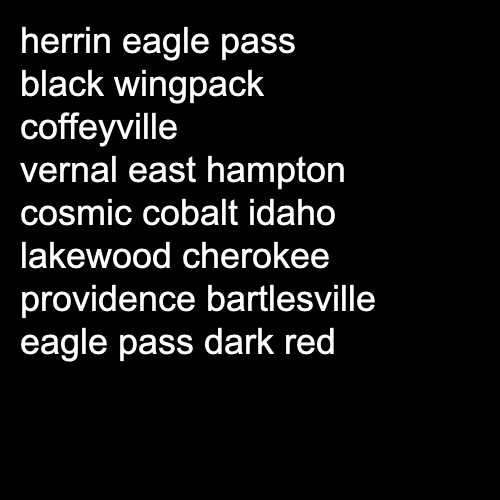 herrin eagle pass
black wingpack
coffeyville
vernal east hampton
cosmic cobalt idaho
lakewood cherokee
providence bartlesville
eagle pass dark red